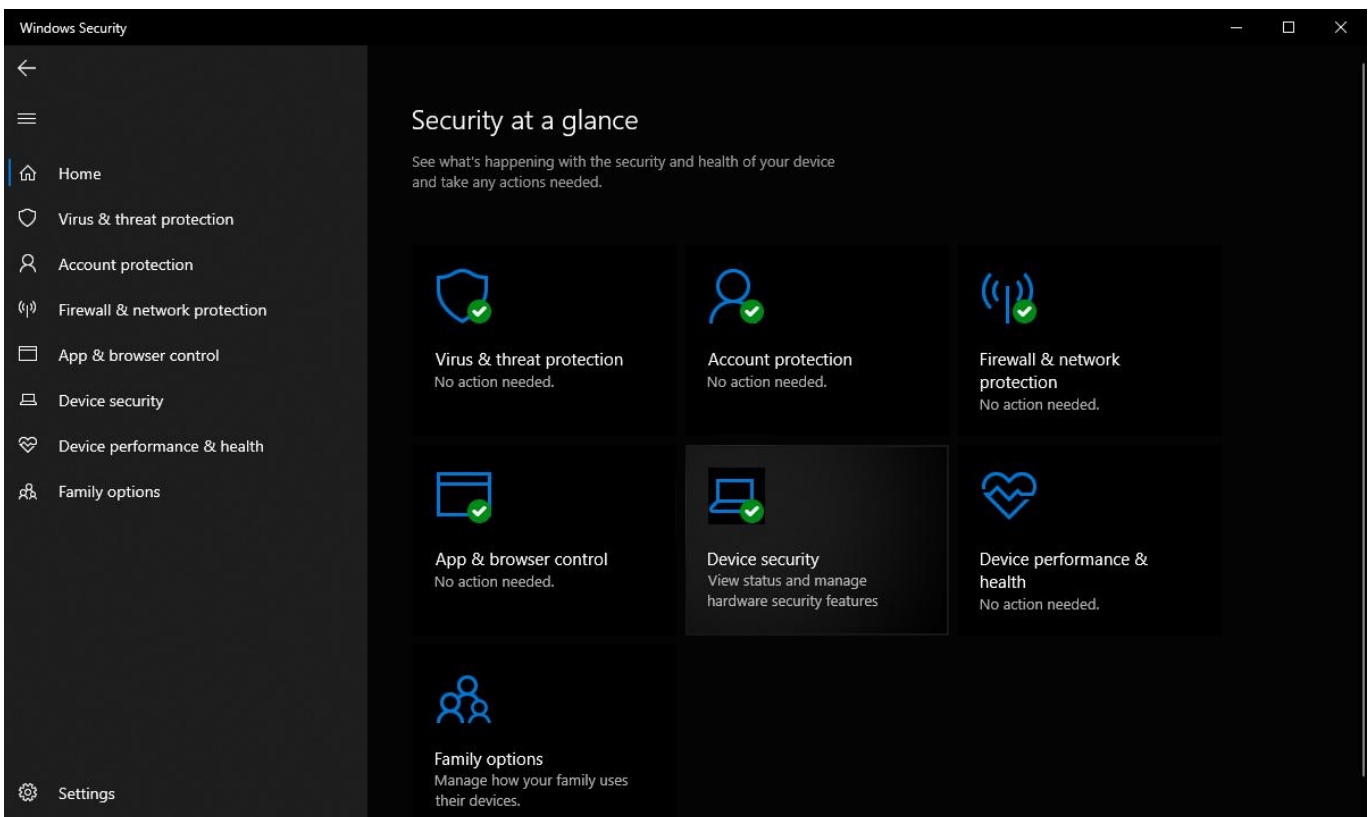 Windows Security
Home
Virus & threat protection
Account protection
Firewall & network protection
App & browser control
Device security
Device performance & health
Family options
Settings
Security at a glance
See what's happening with the security and health of your device
and take any actions needed.
Virus & threat protection
No action needed.
Account protection
No action needed.
Firewall & network
protection
No action needed.
App & browser control
No action needed.
Device security
View status and manage
hardware security features
Device performance &
health
No action needed.
Family options
Manage how your family uses
their devices.